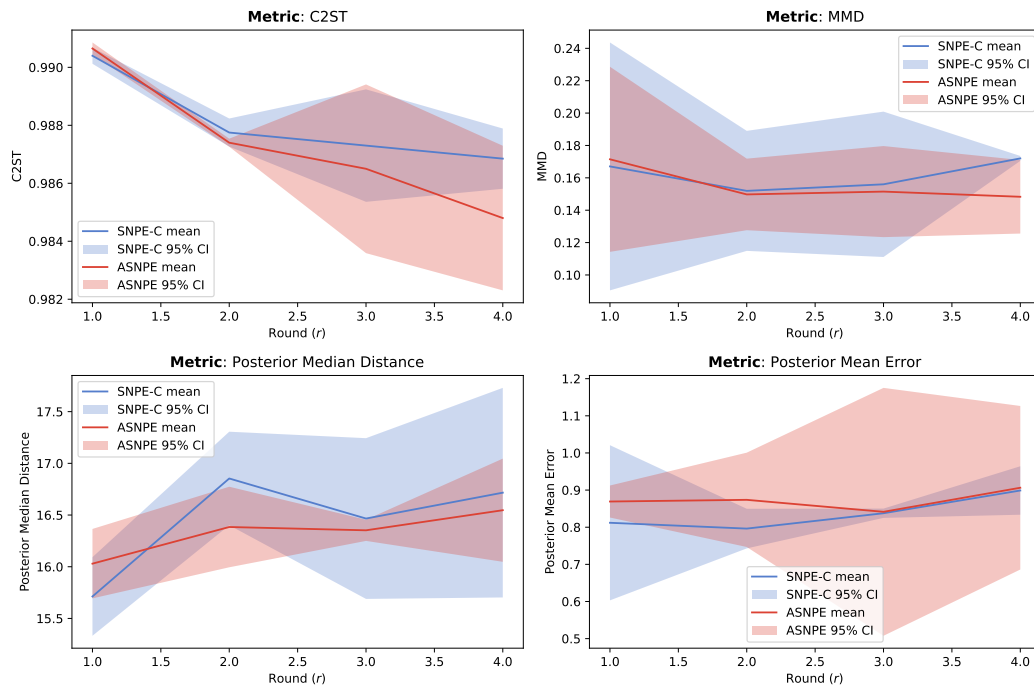 Metric: C2ST
0.990
0.988
0.986
0.984
0.982
C2ST
SNPE-C mean
SNPE-C 95% CI
ASNPE mean
ASNPE 95% CI
1.0 1.5 2.0 2.5 3.0 3.5 4.0
Round (r)
Metric: MMD
0.24
0.22
0.20
0.18
0.16
0.14
0.12
0.10
MMD
SNPE-C mean
SNPE-C 95% CI
ASNPE mean
ASNPE 95% CI
1.0 1.5 2.0 2.5 3.0 3.5 4.0
Round (r)
Metric: Posterior Median Distance
17.5
17.0
16.5
16.0
15.5
Posterior Median Distance
SNPE-C mean
SNPE-C 95% CI
ASNPE mean
ASNPE 95% CI
1.0 1.5 2.0 2.5 3.0 3.5 4.0
Round (r)
Metric: Posterior Mean Error
1.2
1.1
1.0
0.9
0.8
0.7
0.6
0.5
Posterior Mean Error
SNPE-C mean
SNPE-C 95% CI
ASNPE mean
ASNPE 95% CI
1.0 1.5 2.0 2.5 3.0 3.5 4.0
Round (r)